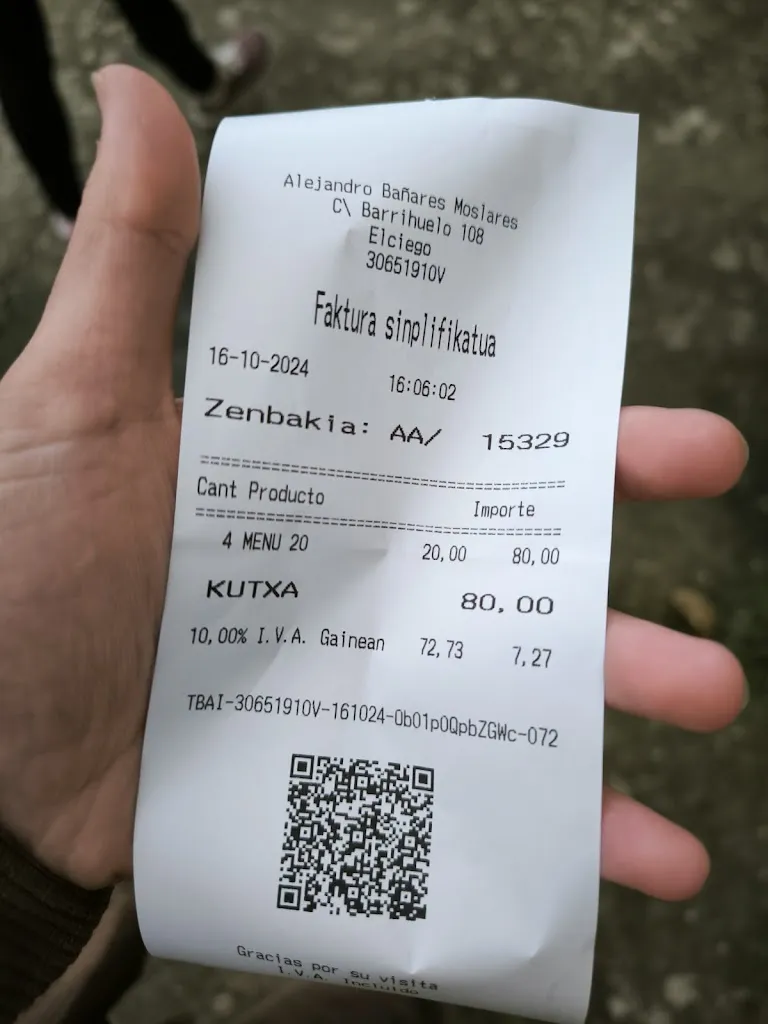 Alejandro Bañares Moslares
C\ Barrihuelo 108
Elciego
30651910V
Faktura sinplifikatua
16-10-2024 16:06:02
Zenbakia: AA/ 15329
Cant Producto Importe
4 MENU 20 20,00 80,00
KUTXA 80,00
10,00% I.V.A. Gainean 72,73 7,27
TBAI-30651910V-161024-0b01p0QpbZGWc-072
Gracias por su visita
I.V.A. Incluido